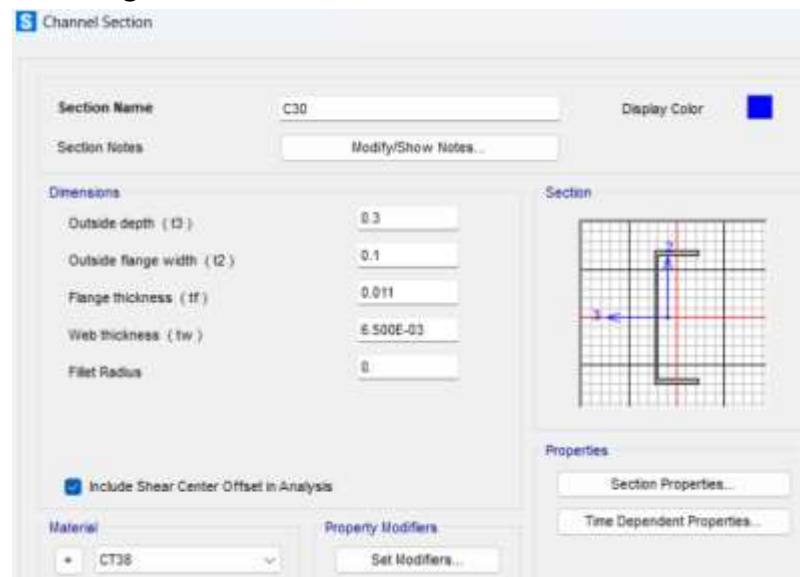 Channel Section
Section Name C30 Display Color
Section Notes Modify/Show Notes...
Dimensions
Outside depth ( t3 ) 0.3
Outside flange width ( t2 ) 0.1
Flange thickness ( tf ) 0.011
Web thickness ( tw ) 6.500E-03
Fillet Radius 0.
Section
2
3
Include Shear Center Offset in Analysis
Properties
Section Properties...
Time Dependent Properties...
Material
+ CT38
Property Modifiers
Set Modifiers...